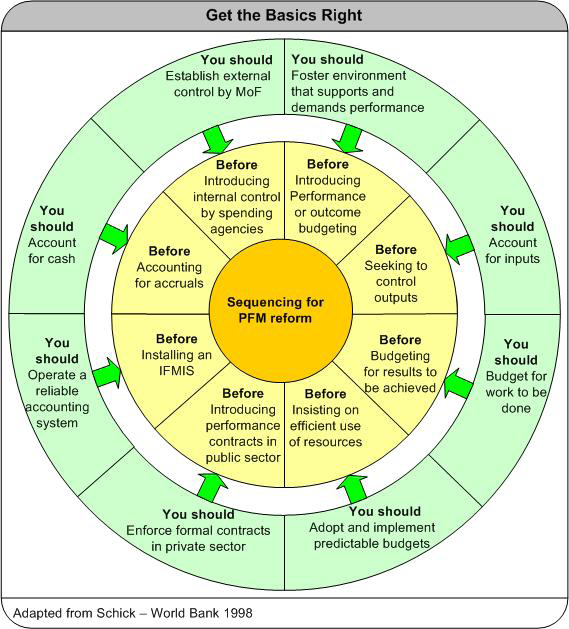 Get the Basics Right
You should
Establish external
control by MoF
Before
Introducing
internal control
by spending
agencies
You should
Foster environment
that supports and
demands performance
Before
Introducing
Performance
or outcome
budgeting
You
should
Account
for inputs
Before
Seeking to
control
outputs
You
should
Budget for
work to be
done
Before
Budgeting
for results to
be achieved
You should
Adopt and implement
predictable budgets
Before
Insisting on
efficient use
of resources
You should
Enforce formal contracts
in private sector
Before
Introducing
performance
contracts in
public sector
You
should
Operate a
reliable
accounting
system
Before
Installing an
IFMIS
You
should
Account
for cash
Before
Accounting
for accruals
Sequencing for
PFM reform
Adapted from Schick – World Bank 1998